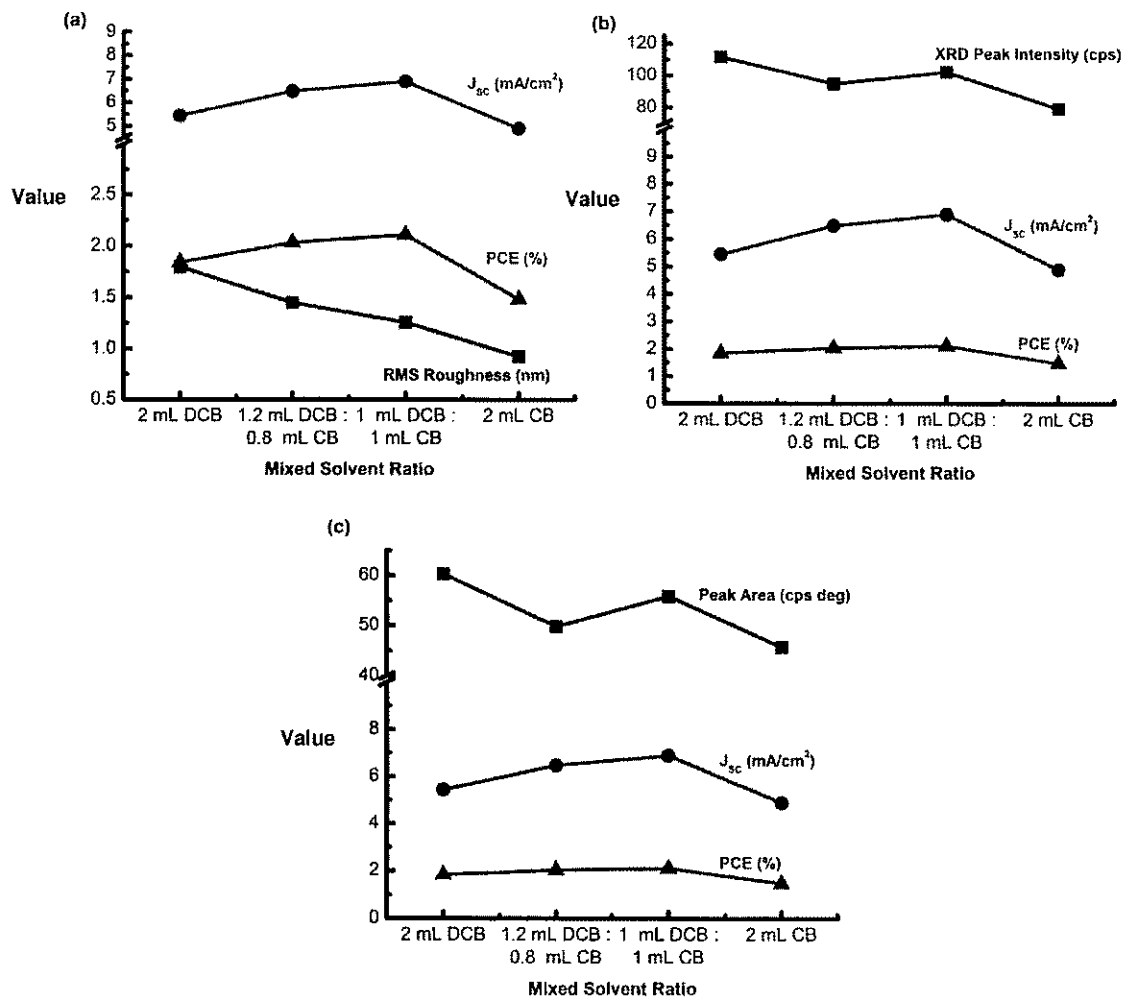 (a)
9
8
7
6
5
J_sc (mA/cm²)
Value
2.5
2.0
1.5
1.0
0.5
PCE (%)
RMS Roughness (nm)
2 mL DCB
1.2 mL DCB :
0.8 mL CB
1 mL DCB :
1 mL CB
2 mL CB
Mixed Solvent Ratio
(b)
120
100
80
XRD Peak Intensity (cps)
9
8
7
6
5
4
3
2
1
0
Value
J_sc (mA/cm²)
PCE (%)
2 mL DCB
1.2 mL DCB :
0.8 mL CB
1 mL DCB :
1 mL CB
2 mL CB
Mixed Solvent Ratio
(c)
60
50
40
Peak Area (cps deg)
Value
8
6
4
2
0
J_sc (mA/cm²)
PCE (%)
2 mL DCB
1.2 mL DCB :
0.8 mL CB
1 mL DCB :
1 mL CB
2 mL CB
Mixed Solvent Ratio